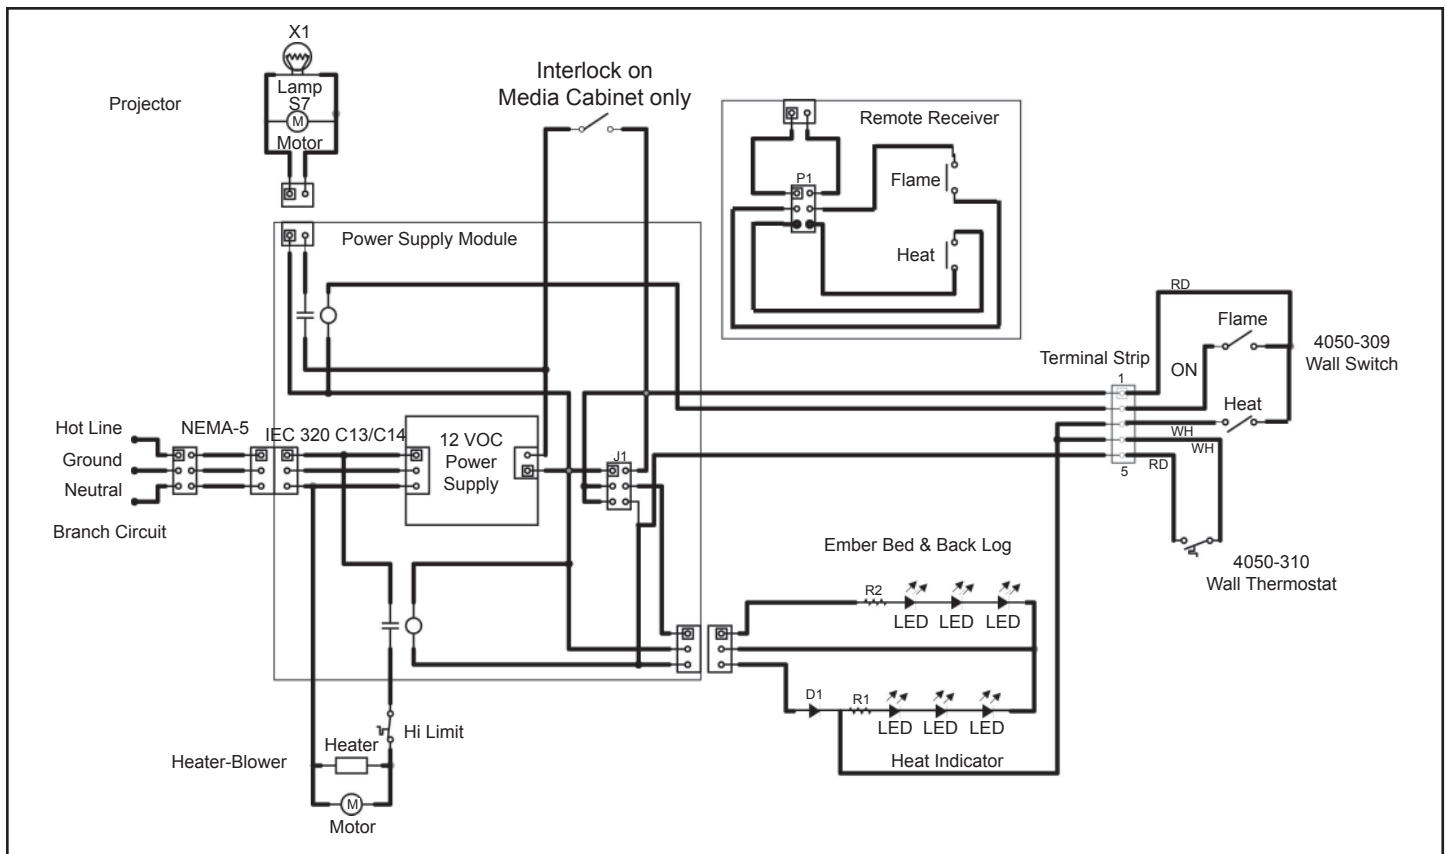 X1
Lamp
S7
M
Motor
Projector
Interlock on
Media Cabinet only
Remote Receiver
P1
Flame
Heat
Power Supply Module
RD
Flame
4050-309
Wall Switch
Terminal Strip
1
ON
Heat
WH
WH
RD
5
Hot Line
NEMA-5
IEC 320 C13/C14
Ground
Neutral
Branch Circuit
12 VOC
Power
Supply
J1
4050-310
Wall Thermostat
Ember Bed & Back Log
R2
LED
LED
LED
D1
R1
LED
LED
LED
Heat Indicator
Hi Limit
Heater
Heater-Blower
M
Motor